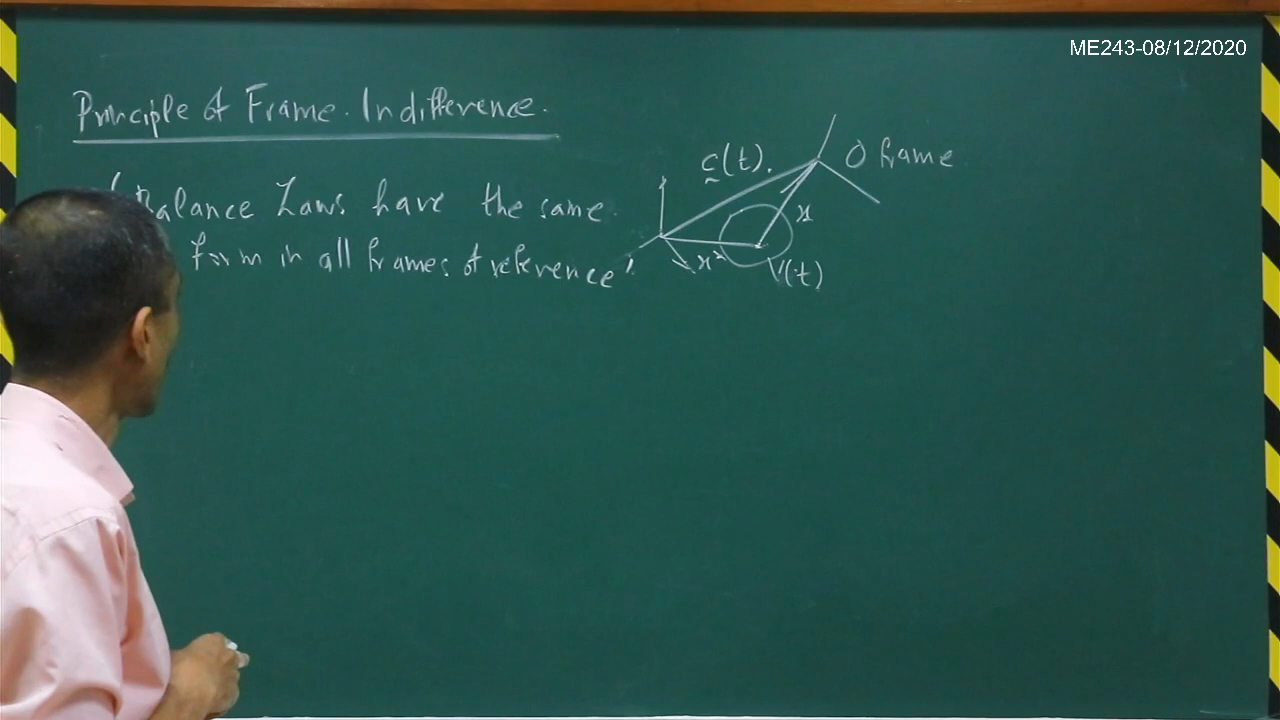 ME243-08/12/2020
Principle of Frame. Indifference.
Balance Laws have the same
form in all frames of reference".
c(t).
O frame
x
x*
V(t)